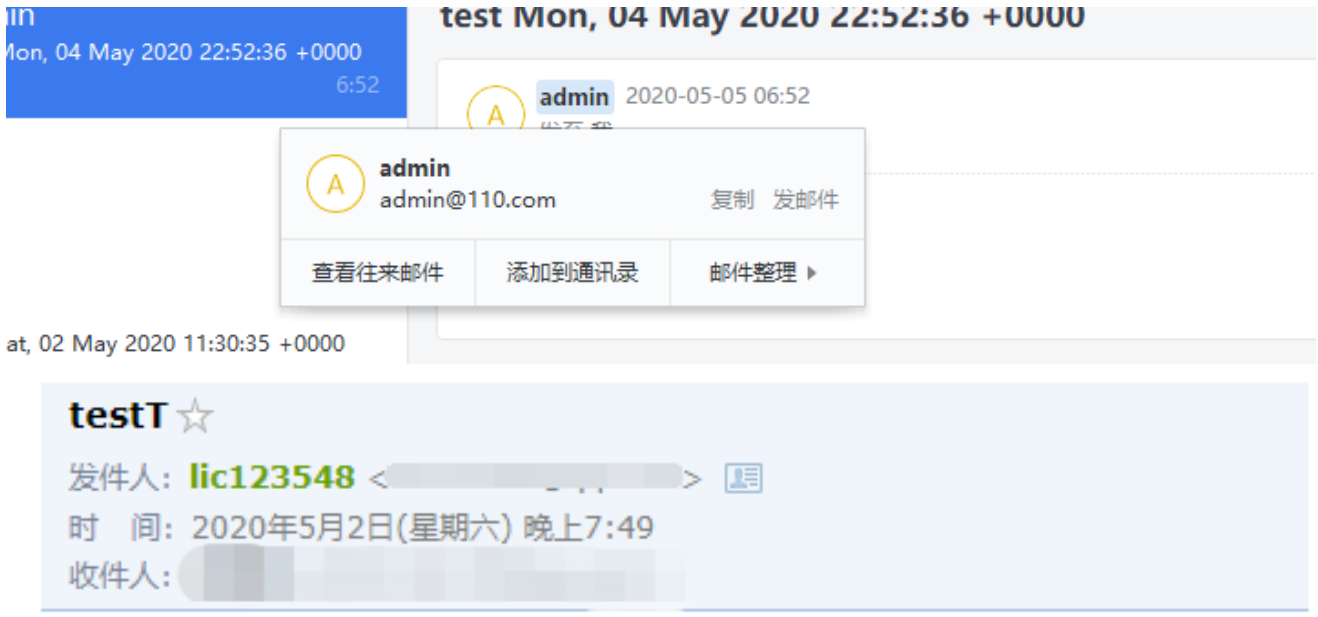 in
Mon, 04 May 2020 22:52:36 +0000
6:52
test Mon, 04 May 2020 22:52:36 +0000
A admin 2020-05-05 06:52
发至 我
A admin
admin@110.com 复制 发邮件
查看往来邮件 添加到通讯录 邮件整理
at, 02 May 2020 11:30:35 +0000
testT
发件人: lic123548 < >
时 间: 2020年5月2日(星期六) 晚上7:49
收件人: